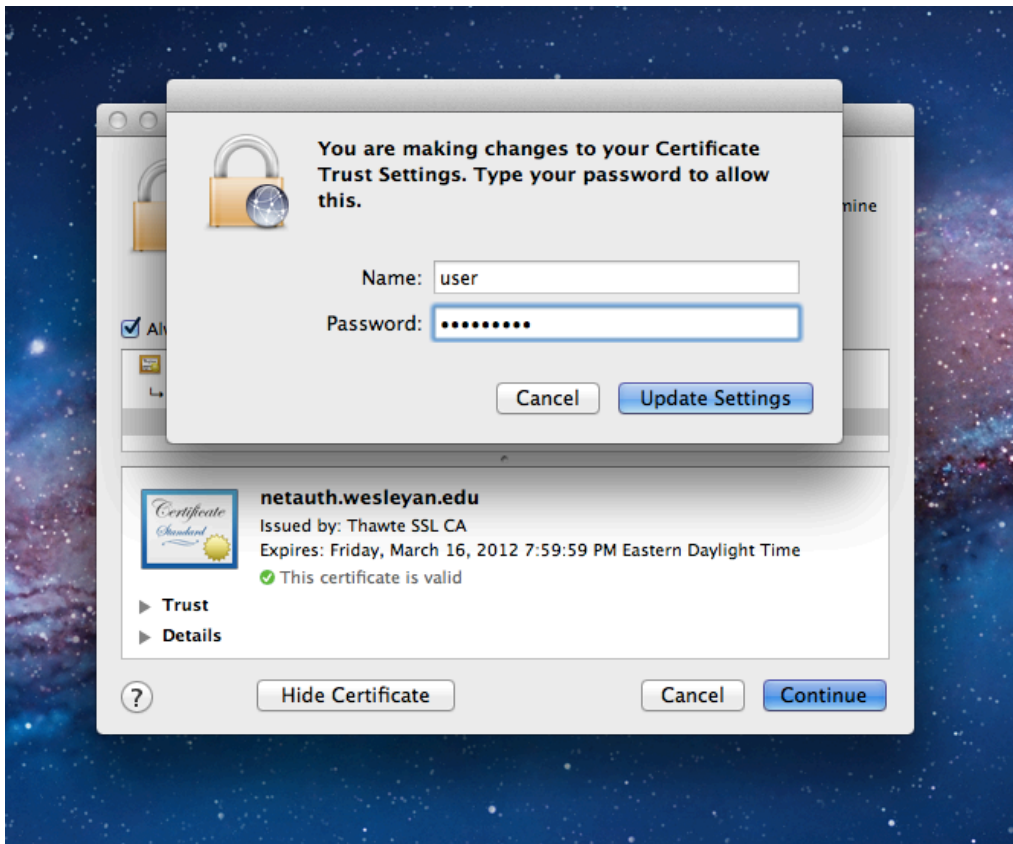 You are making changes to your Certificate
Trust Settings. Type your password to allow
this.
mine
Name: user
Password: •••••••••
Cancel Update Settings
Certificate
Standard
netauth.wesleyan.edu
Issued by: Thawte SSL CA
Expires: Friday, March 16, 2012 7:59:59 PM Eastern Daylight Time
This certificate is valid
Trust
Details
? Hide Certificate Cancel Continue